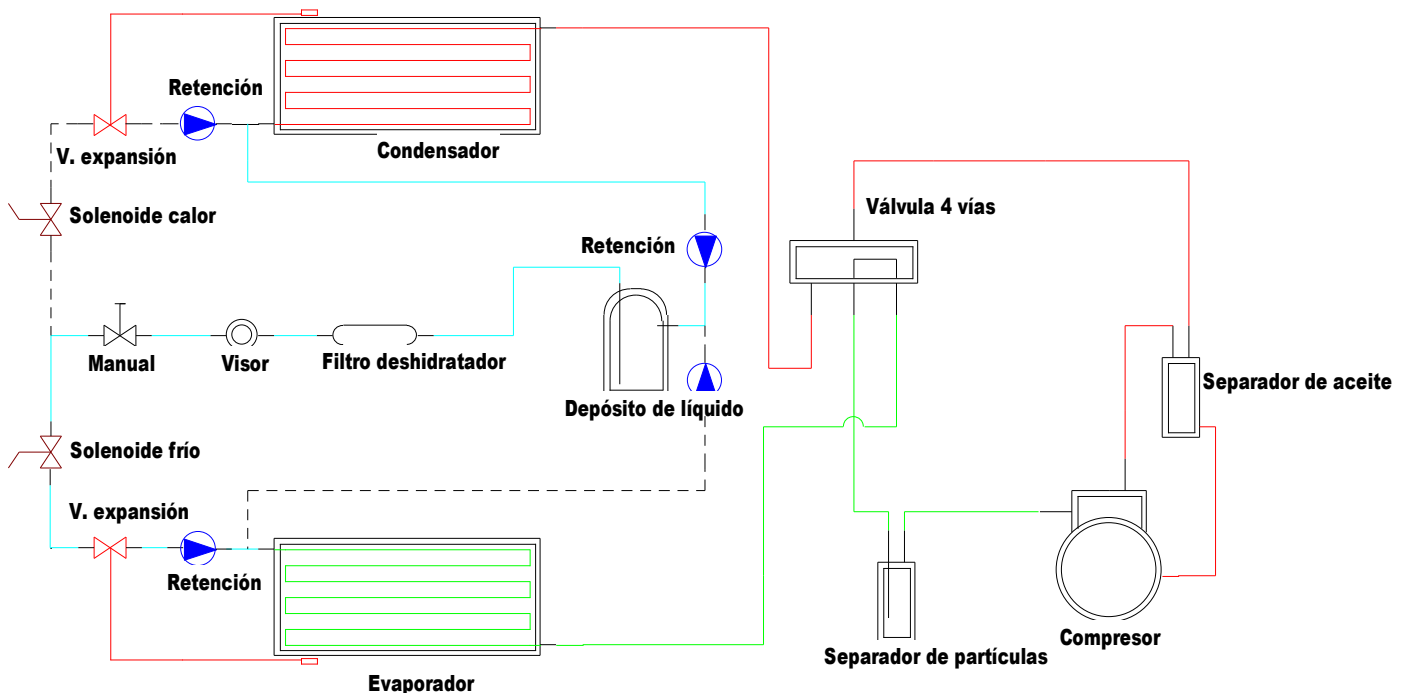 Retención
Condensador
V. expansión
Solenoide calor
Válvula 4 vías
Retención
Manual
Visor
Filtro deshidratador
Depósito de líquido
Separador de aceite
Solenoide frío
V. expansión
Retención
Compresor
Separador de partículas
Evaporador